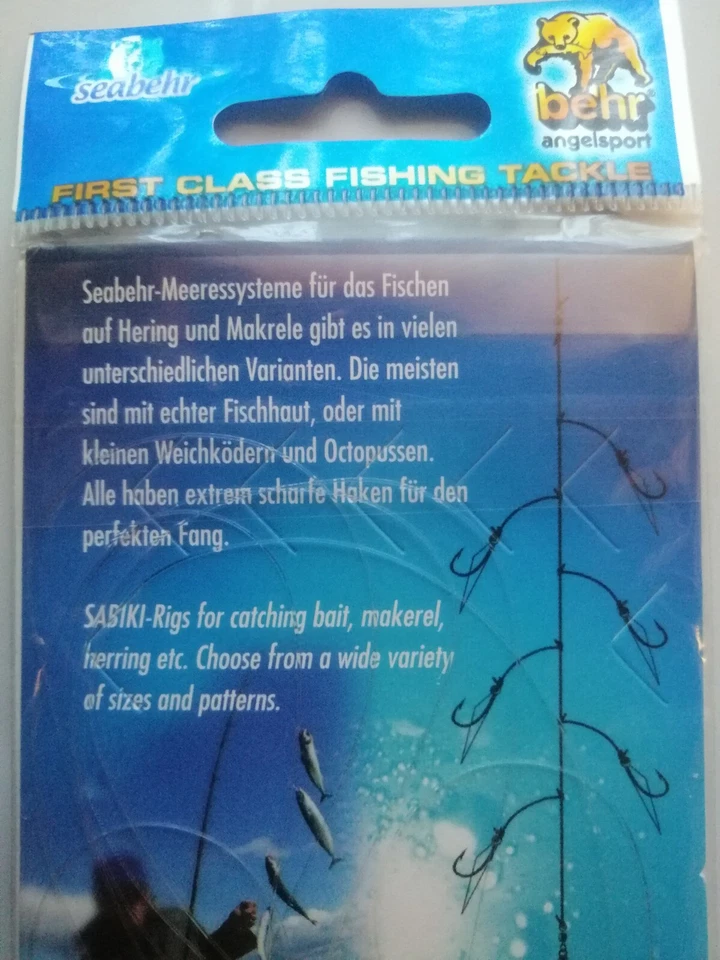 seabehr
behr
angelsport
FIRST CLASS FISHING TACKLE
Seabehr-Meeressysteme für das Fischen
auf Hering und Makrele gibt es in vielen
unterschiedlichen Varianten. Die meisten
sind mit echter Fischhaut, oder mit
kleinen Weichködern und Octopussen.
Alle haben extrem scharfe Haken für den
perfekten Fang.
SABIKI-Rigs for catching bait, makerel,
herring etc. Choose from a wide variety
of sizes and patterns.